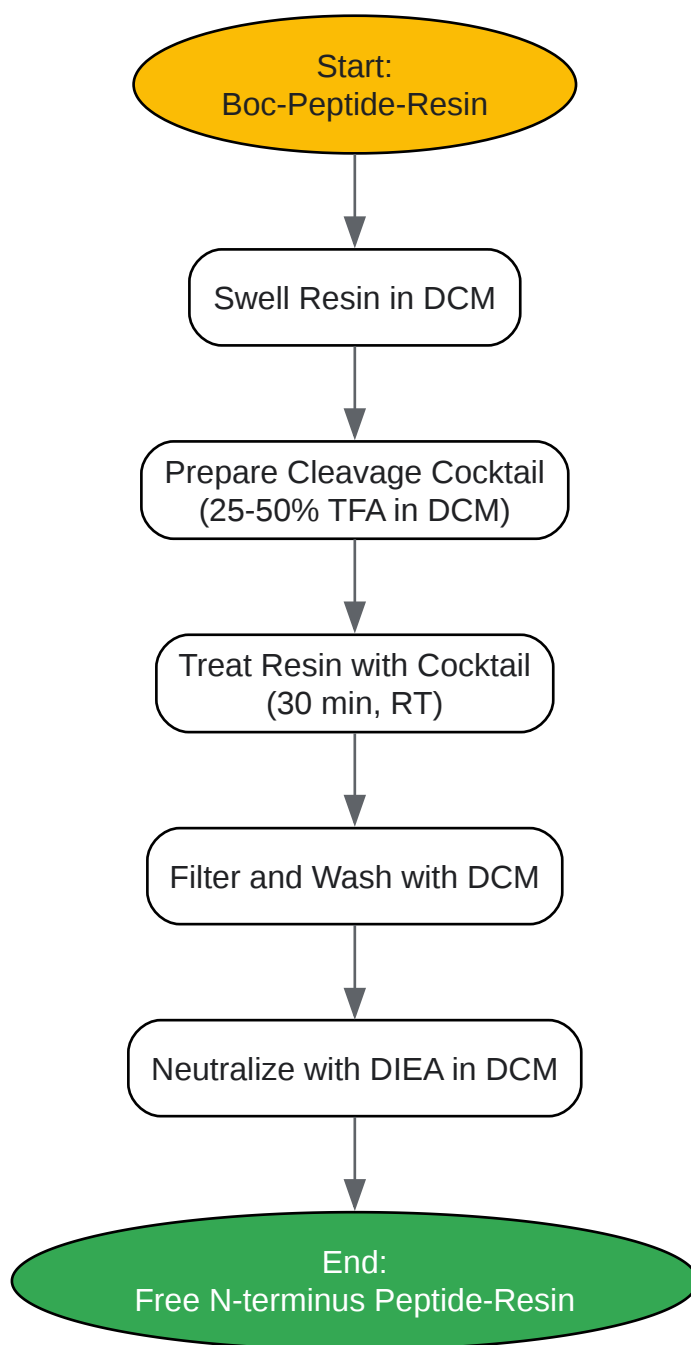 Start:
Boc-Peptide-Resin
Swell Resin in DCM
Prepare Cleavage Cocktail
(25-50% TFA in DCM)
Treat Resin with Cocktail
(30 min, RT)
Filter and Wash with DCM
Neutralize with DIEA in DCM
End:
Free N-terminus Peptide-Resin